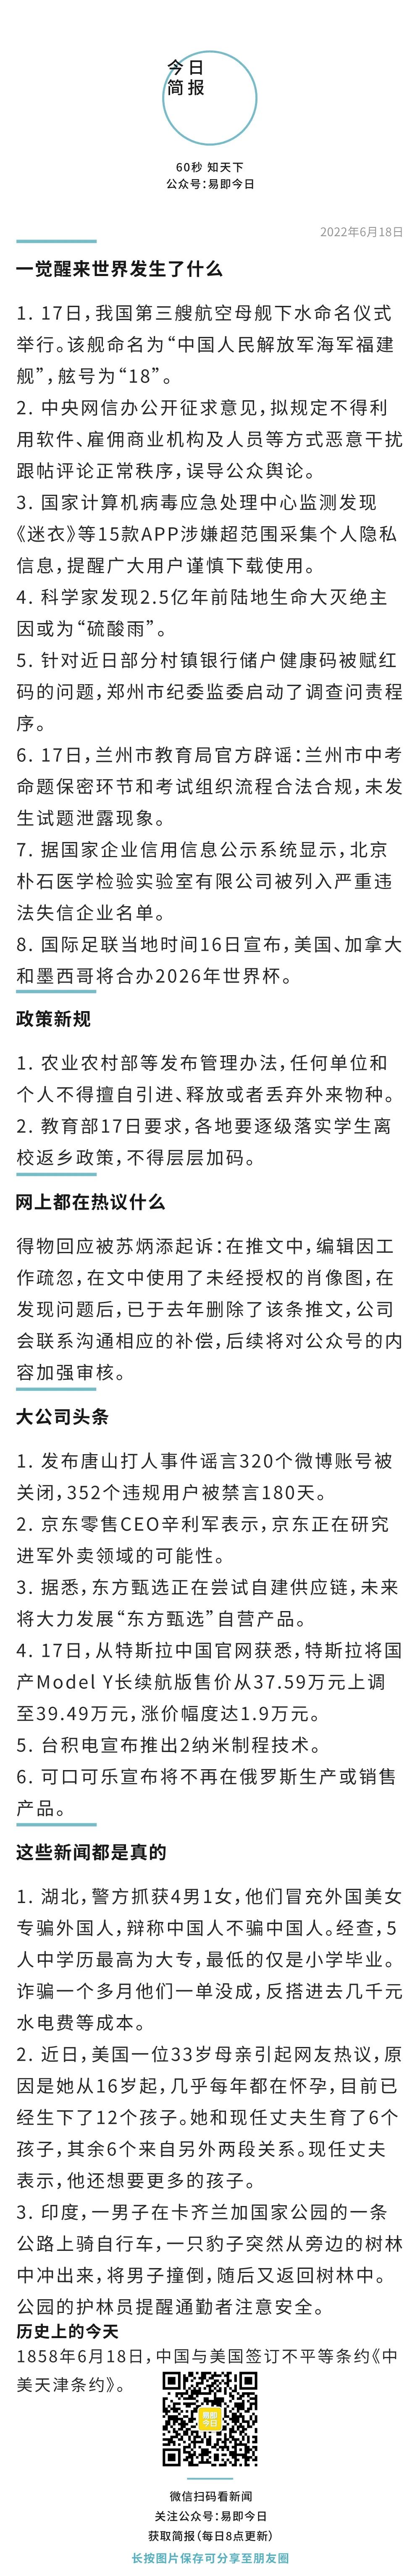 今日
简报
60秒 知天下
公众号：易即今日
2022年6月18日
一觉醒来世界发生了什么
1. 17日，我国第三艘航空母舰下水命名仪式
举行。该舰命名为“中国人民解放军海军福建
舰”，舷号为“18”。
2. 中央网信办公开征求意见，拟规定不得利
用软件、雇佣商业机构及人员等方式恶意干扰
跟帖评论正常秩序，误导公众舆论。
3. 国家计算机病毒应急处理中心监测发现
《迷衣》等15款APP涉嫌超范围采集个人隐私
信息，提醒广大用户谨慎下载使用。
4. 科学家发现2.5亿年前陆地生命大灭绝主
因或为“硫酸雨”。
5. 针对近日部分村镇银行储户健康码被赋红
码的问题，郑州市纪委监委启动了调查问责程
序。
6. 17日，兰州市教育局官方辟谣：兰州市中考
命题保密环节和考试组织流程合法合规，未发
生试题泄露现象。
7. 据国家企业信用信息公示系统显示，北京
朴石医学检验实验室有限公司被列入严重违
法失信企业名单。
8. 国际足联当地时间16日宣布，美国、加拿大
和墨西哥将合办2026年世界杯。
政策新规
1. 农业农村部等发布管理办法，任何单位和
个人不得擅自引进、释放或者丢弃外来物种。
2. 教育部17日要求，各地要逐级落实学生离
校返乡政策，不得层层加码。
网上都在热议什么
得物回应被苏炳添起诉：在推文中，编辑因工
作疏忽，在文中使用了未经授权的肖像图，在
发现问题后，已于去年删除了该条推文，公司
会联系沟通相应的补偿，后续将对公众号的内
容加强审核。
大公司头条
1. 发布唐山打人事件谣言320个微博账号被
关闭，352个违规用户被禁言180天。
2. 京东零售CEO辛利军表示，京东正在研究
进军外卖领域的可能性。
3. 据悉，东方甄选正在尝试自建供应链，未来
将大力发展“东方甄选”自营产品。
4. 17日，从特斯拉中国官网获悉，特斯拉将国
产Model Y长续航版售价从37.59万元上调
至39.49万元，涨价幅度达1.9万元。
5. 台积电宣布推出2纳米制程技术。
6. 可口可乐宣布将不再在俄罗斯生产或销售
产品。
这些新闻都是真的
1. 湖北，警方抓获4男1女，他们冒充外国美女
专骗外国人，辩称中国人不骗中国人。经查，5
人中学历最高为大专，最低的仅是小学毕业。
诈骗一个多月他们一单没成，反搭进去几千元
水电费等成本。
2. 近日，美国一位33岁母亲引起网友热议，原
因是她从16岁起，几乎每年都在怀孕，目前已
经生下了12个孩子。她和现任丈夫生育了6个
孩子，其余6个来自另外两段关系。现任丈夫
表示，他还想要更多的孩子。
3. 印度，一男子在卡齐兰加国家公园的一条
公路上骑自行车，一只豹子突然从旁边的树林
中冲出来，将男子撞倒，随后又返回树林中。
公园的护林员提醒通勤者注意安全。
历史上的今天
1858年6月18日，中国与美国签订不平等条约《中
美天津条约》。
易即
今日
微信扫码看新闻
关注公众号：易即今日
获取简报（每日8点更新）
长按图片保存可分享至朋友圈